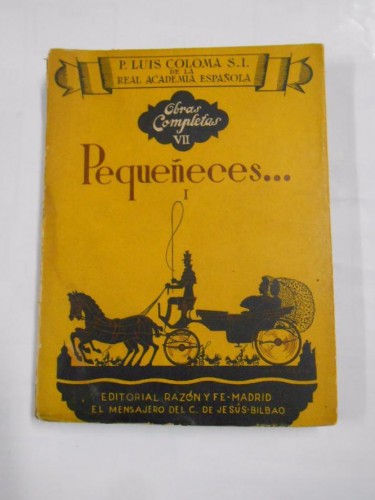 P. LUIS COLOMA S.I.
DE LA
REAL ACADEMIA ESPAÑOLA
Obras
Completas
VII
Pequeñeces...
I
EDITORIAL RAZÓN Y FE-MADRID
EL MENSAJERO DEL C. DE JESÚS-BILBAO